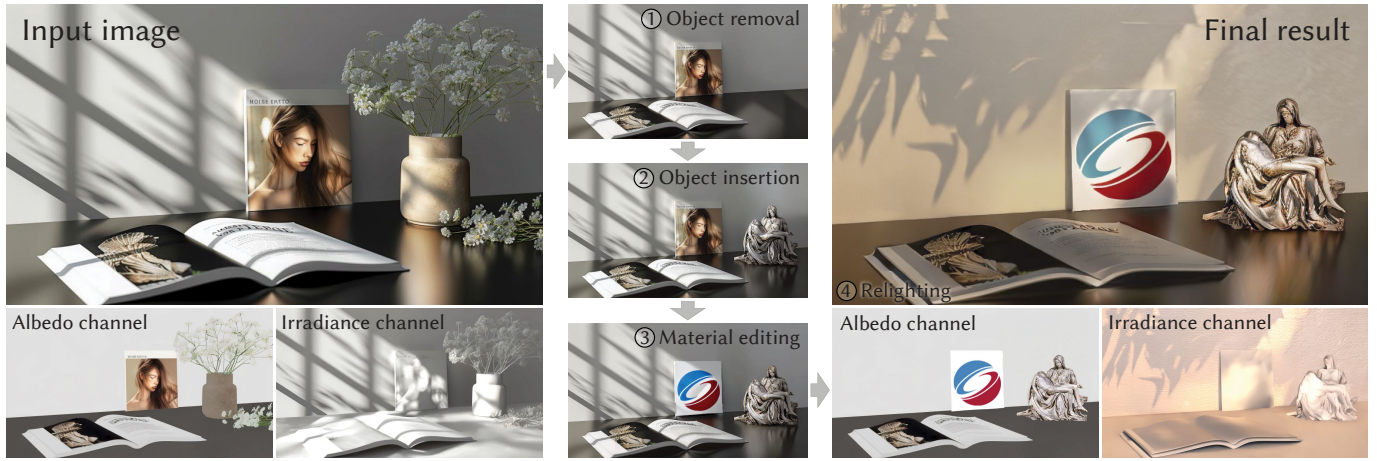 Input image
① Object removal
Final result
② Object insertion
④ Relighting
Albedo channel
Irradiance channel
③ Material editing
Albedo channel
Irradiance channel